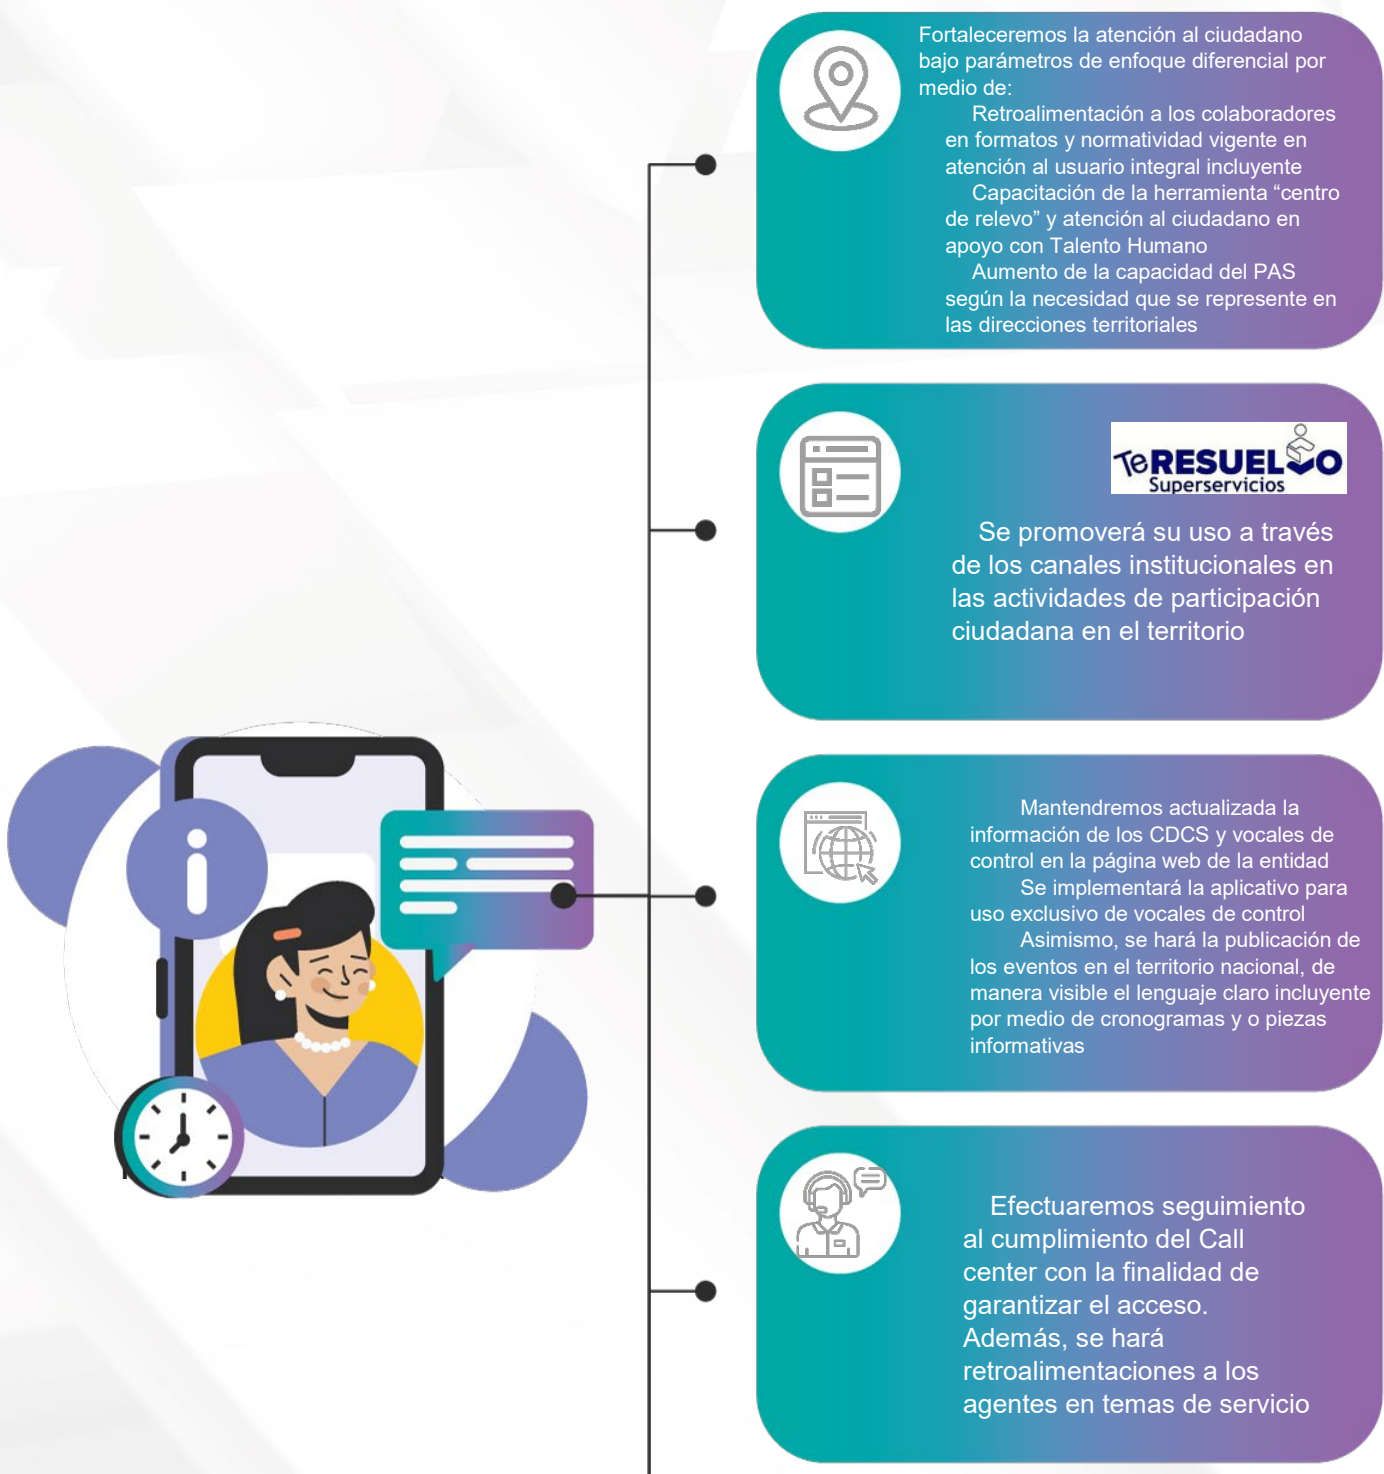 Fortaleceremos la atención al ciudadano
bajo parámetros de enfoque diferencial por
medio de:
Retroalimentación a los colaboradores
en formatos y normatividad vigente en
atención al usuario integral incluyente
Capacitación de la herramienta “centro
de relevo” y atención al ciudadano en
apoyo con Talento Humano
Aumento de la capacidad del PAS
según la necesidad que se represente en
las direcciones territoriales
Te RESUELVO
Superservicios
Se promoverá su uso a través
de los canales institucionales en
las actividades de participación
ciudadana en el territorio
Mantendremos actualizada la
información de los CDCS y vocales de
control en la página web de la entidad
Se implementará la aplicativo para
uso exclusivo de vocales de control
Asimismo, se hará la publicación de
los eventos en el territorio nacional, de
manera visible el lenguaje claro incluyente
por medio de cronogramas y o piezas
informativas
Efectuaremos seguimiento
al cumplimiento del Call
center con la finalidad de
garantizar el acceso.
Además, se hará
retroalimentaciones a los
agentes en temas de servicio